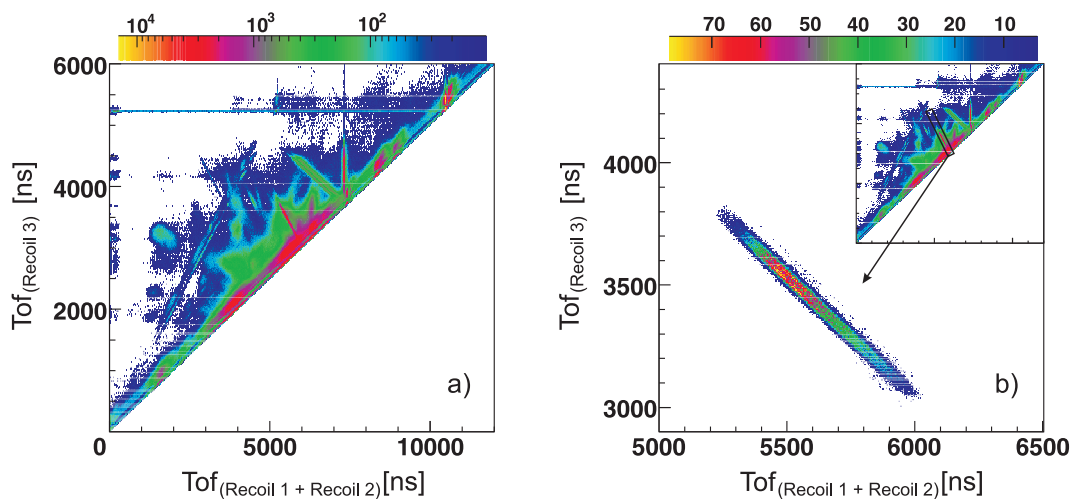 10⁴ 10³ 10²
6000
4000
2000
0 5000 10000
Tof(Recoil 3) [ns]
Tof(Recoil 1 + Recoil 2)[ns]
a)
70 60 50 40 30 20 10
4000
3500
3000
5000 5500 6000 6500
Tof(Recoil 3) [ns]
Tof(Recoil 1 + Recoil 2)[ns]
b)